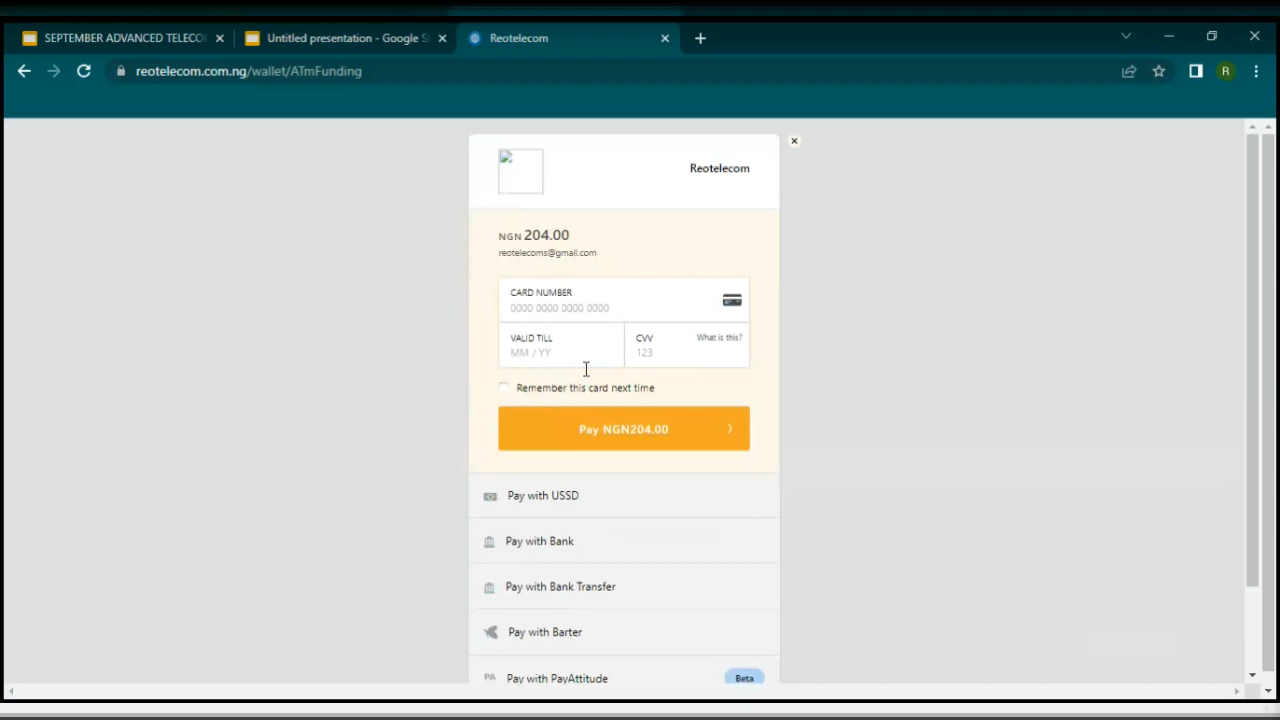 SEPTEMBER ADVANCED TELECO
Untitled presentation - Google S
Reotelecom
reotelecom.com.ng/wallet/ATmFunding
R
Reotelecom
NGN 204.00
reotelecoms@gmail.com
CARD NUMBER
0000 0000 0000 0000
VALID TILL
MM / YY
CVV
What is this?
123
Remember this card next time
Pay NGN204.00
Pay with USSD
Pay with Bank
Pay with Bank Transfer
Pay with Barter
PA Pay with PayAttitude
Beta